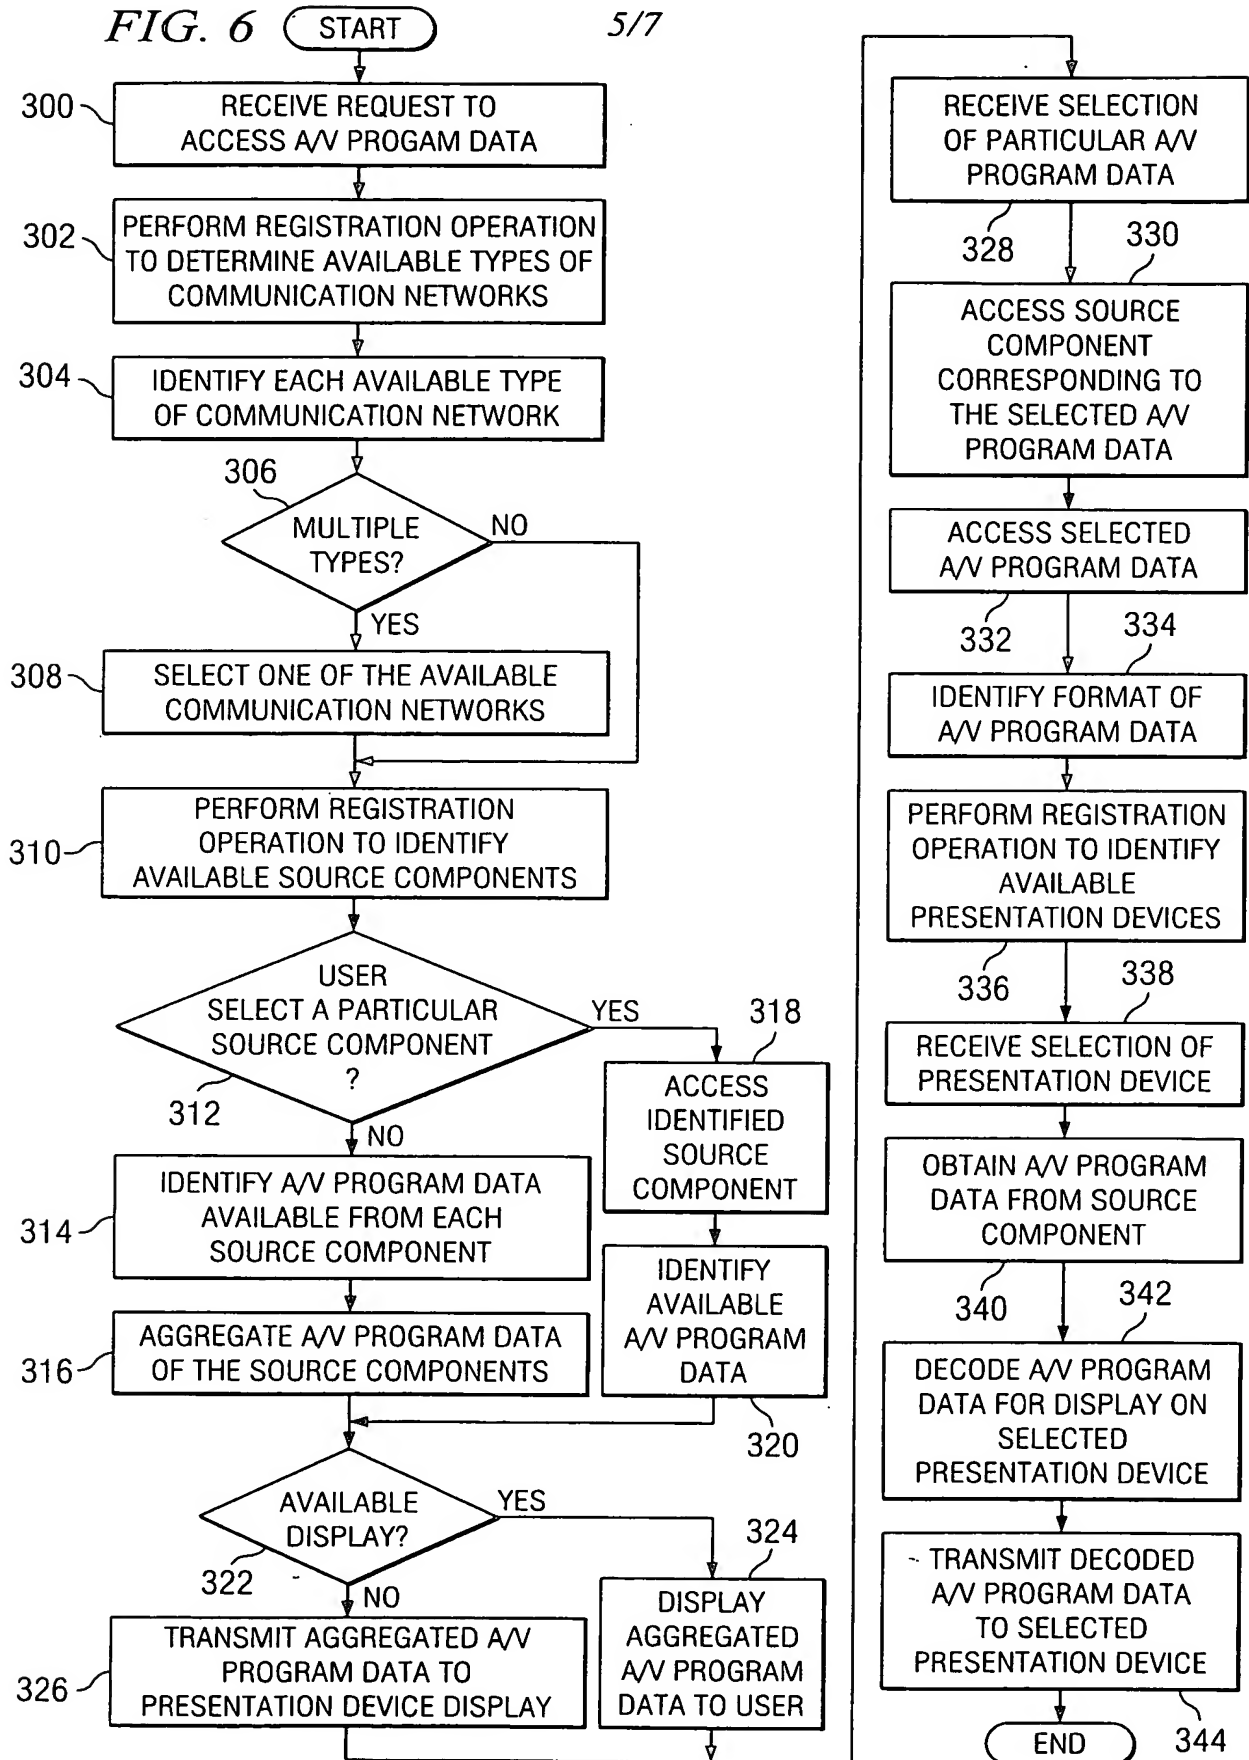 FIG. 6
START
5/7
300
RECEIVE REQUEST TO
ACCESS A/V PROGAM DATA
302
PERFORM REGISTRATION OPERATION
TO DETERMINE AVAILABLE TYPES OF
COMMUNICATION NETWORKS
304
IDENTIFY EACH AVAILABLE TYPE
OF COMMUNICATION NETWORK
306
MULTIPLE
TYPES?
NO
YES
308
SELECT ONE OF THE AVAILABLE
COMMUNICATION NETWORKS
310
PERFORM REGISTRATION
OPERATION TO IDENTIFY
AVAILABLE SOURCE COMPONENTS
USER
SELECT A PARTICULAR
SOURCE COMPONENT
?
312
YES
NO
314
IDENTIFY A/V PROGRAM DATA
AVAILABLE FROM EACH
SOURCE COMPONENT
316
AGGREGATE A/V PROGRAM DATA
OF THE SOURCE COMPONENTS
318
ACCESS
IDENTIFIED
SOURCE
COMPONENT
IDENTIFY
AVAILABLE
A/V PROGRAM
DATA
320
AVAILABLE
DISPLAY?
322
YES
NO
324
DISPLAY
AGGREGATED
A/V PROGRAM
DATA TO USER
326
TRANSMIT AGGREGATED A/V
PROGRAM DATA TO
PRESENTATION DEVICE DISPLAY
RECEIVE SELECTION
OF PARTICULAR A/V
PROGRAM DATA
328
330
ACCESS SOURCE
COMPONENT
CORRESPONDING TO
THE SELECTED A/V
PROGRAM DATA
ACCESS SELECTED
A/V PROGRAM DATA
332
334
IDENTIFY FORMAT OF
A/V PROGRAM DATA
PERFORM REGISTRATION
OPERATION TO IDENTIFY
AVAILABLE
PRESENTATION DEVICES
336
338
RECEIVE SELECTION OF
PRESENTATION DEVICE
OBTAIN A/V PROGRAM
DATA FROM SOURCE
COMPONENT
340
342
DECODE A/V PROGRAM
DATA FOR DISPLAY ON
SELECTED
PRESENTATION DEVICE
TRANSMIT DECODED
A/V PROGRAM DATA
TO SELECTED
PRESENTATION DEVICE
344
END